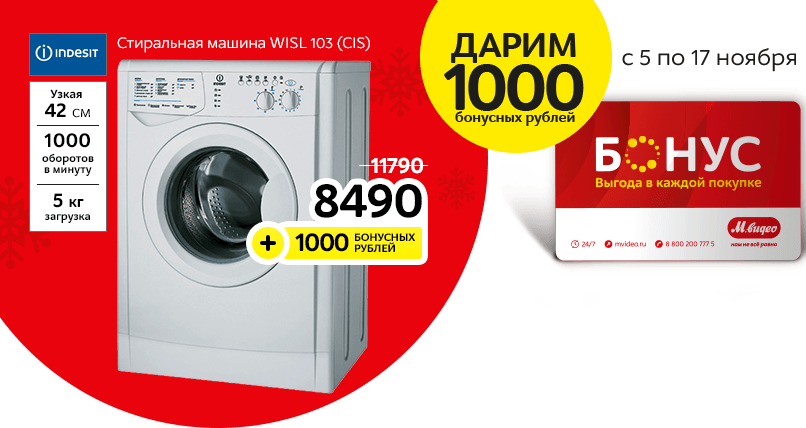 INDESIT
Стиральная машина WISL 103 (CIS)
Узкая
42 СМ
1000
оборотов
в минуту
5 кг
загрузка
INDESIT
11790
8490
+ 1000 БОНУСНЫХ
РУБЛЕЙ
ДАРИМ
1000
бонусных рублей
с 5 по 17 ноября
БОНУС
Выгода в каждой покупке
М.видео
нам не всё равно
24/7 mvideo.ru 8 800 200 777 5